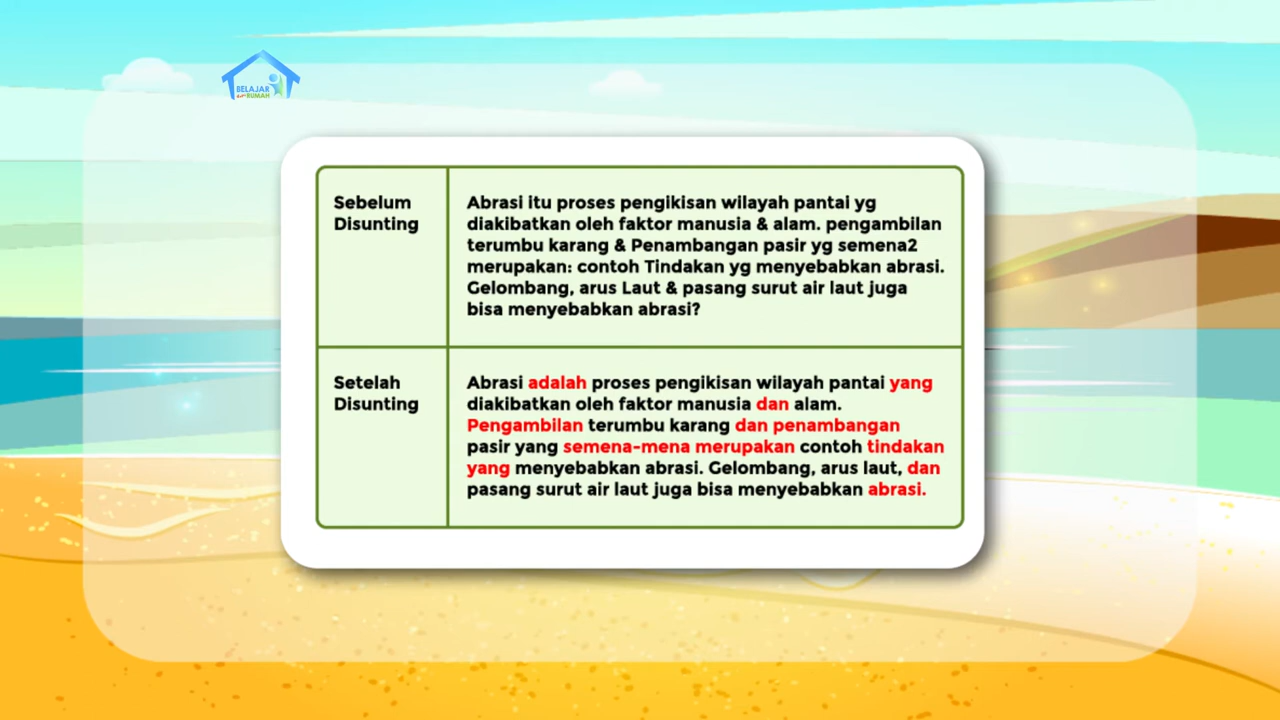 BELAJAR
dari RUMAH
Sebelum
Disunting
Abrasi itu proses pengikisan wilayah pantai yg
diakibatkan oleh faktor manusia & alam. pengambilan
terumbu karang & Penambangan pasir yg semena2
merupakan: contoh Tindakan yg menyebabkan abrasi.
Gelombang, arus Laut & pasang surut air laut juga
bisa menyebabkan abrasi?
Setelah
Disunting
Abrasi adalah proses pengikisan wilayah pantai yang
diakibatkan oleh faktor manusia dan alam.
Pengambilan terumbu karang dan penambangan
pasir yang semena-mena merupakan contoh tindakan
yang menyebabkan abrasi. Gelombang, arus laut, dan
pasang surut air laut juga bisa menyebabkan abrasi.